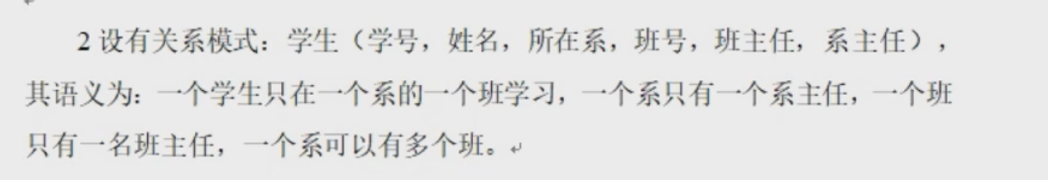 2 设有关系模式：学生（学号，姓名，所在系，班号，班主任，系主任），
其语义为：一个学生只在一个系的一个班学习，一个系只有一个系主任，一个班
只有一名班主任，一个系可以有多个班。